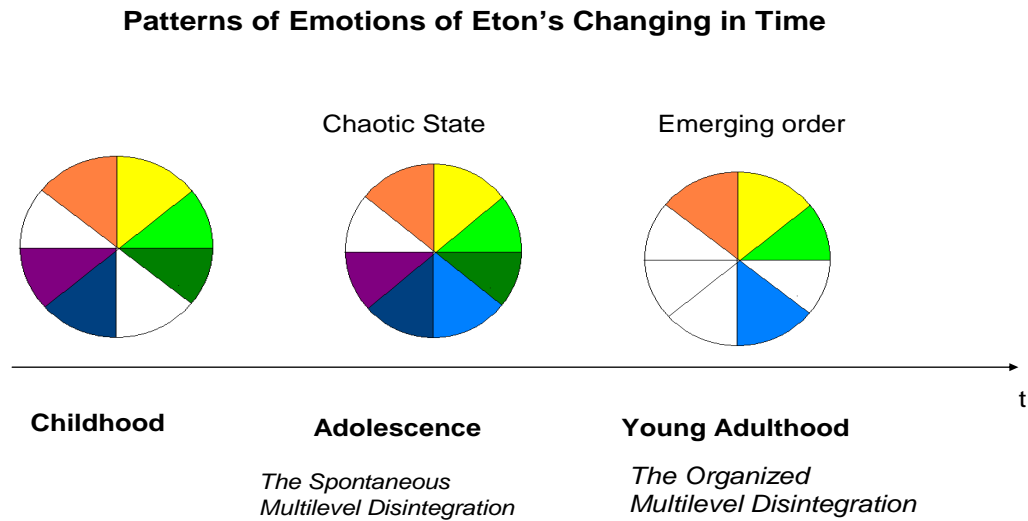 Patterns of Emotions of Eton’s Changing in Time
Chaotic State
Emerging order
t
Childhood
Adolescence
Young Adulthood
The Spontaneous
Multilevel Disintegration
The Organized
Multilevel Disintegration